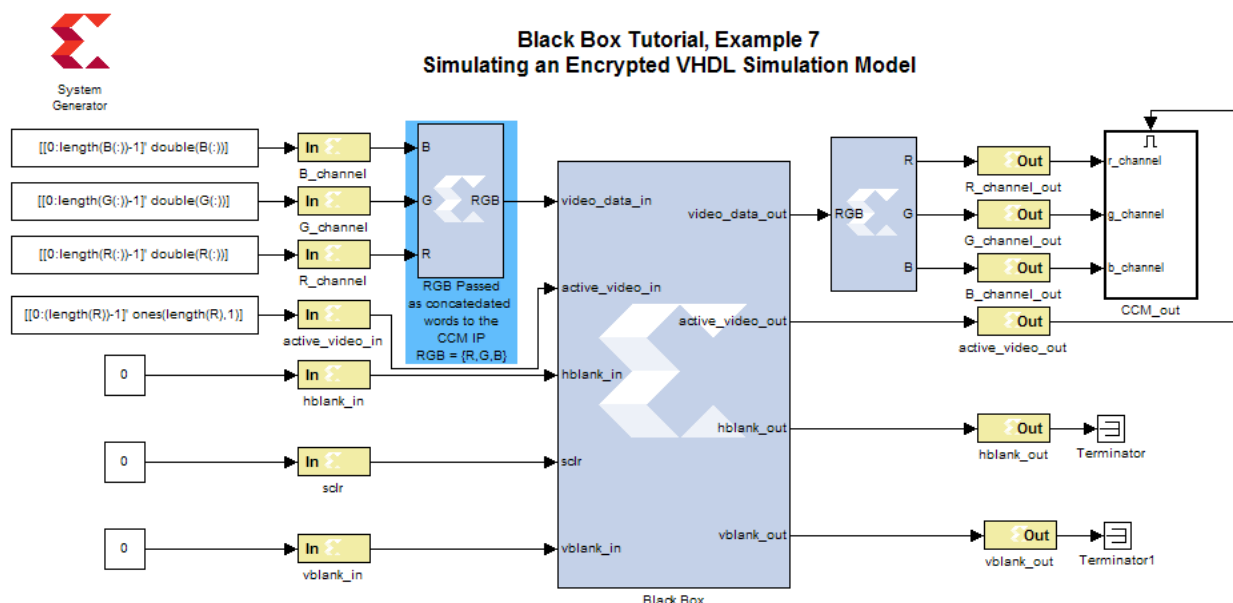 Black Box Tutorial, Example 7
Simulating an Encrypted VHDL Simulation Model
System
Generator
[[0:length(B(:))-1]' double(B(:))]
In
B_channel
[[0:length(G(:))-1]' double(G(:))]
In
G_channel
[[0:length(R(:))-1]' double(R(:))]
In
R_channel
[[0:(length(R))-1]' ones(length(R),1)]
In
active_video_in
0
In
hblank_in
0
In
sclr
0
In
vblank_in
B
G
R
RGB
RGB Passed
as concatedated
words to the
CCM IP
RGB = {R,G,B}
video_data_in
active_video_in
hblank_in
sclr
vblank_in
video_data_out
active_video_out
hblank_out
vblank_out
Black Box
RGB
R
G
B
Out
R_channel_out
Out
G_channel_out
Out
B_channel_out
Out
active_video_out
r_channel
g_channel
b_channel
CCM_out
Out
hblank_out
Terminator
Out
vblank_out
Terminator1